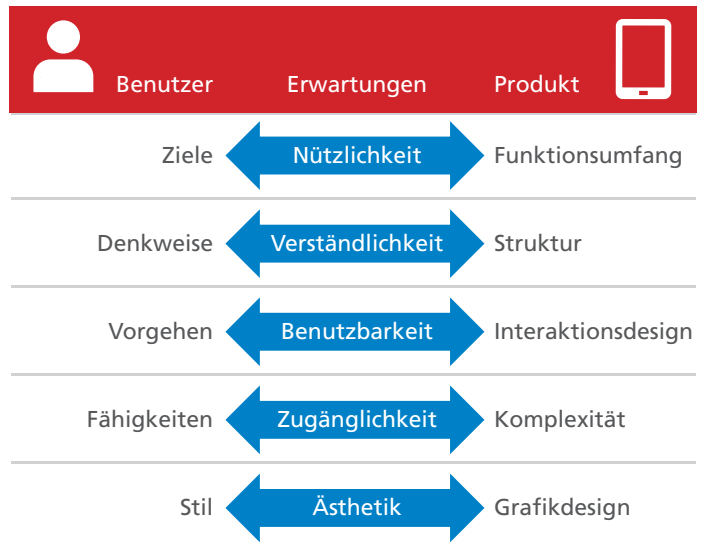 Benutzer Erwartungen Produkt
Ziele Nützlichkeit Funktionsumfang
Denkweise Verständlichkeit Struktur
Vorgehen Benutzbarkeit Interaktionsdesign
Fähigkeiten Zugänglichkeit Komplexität
Stil Ästhetik Grafikdesign